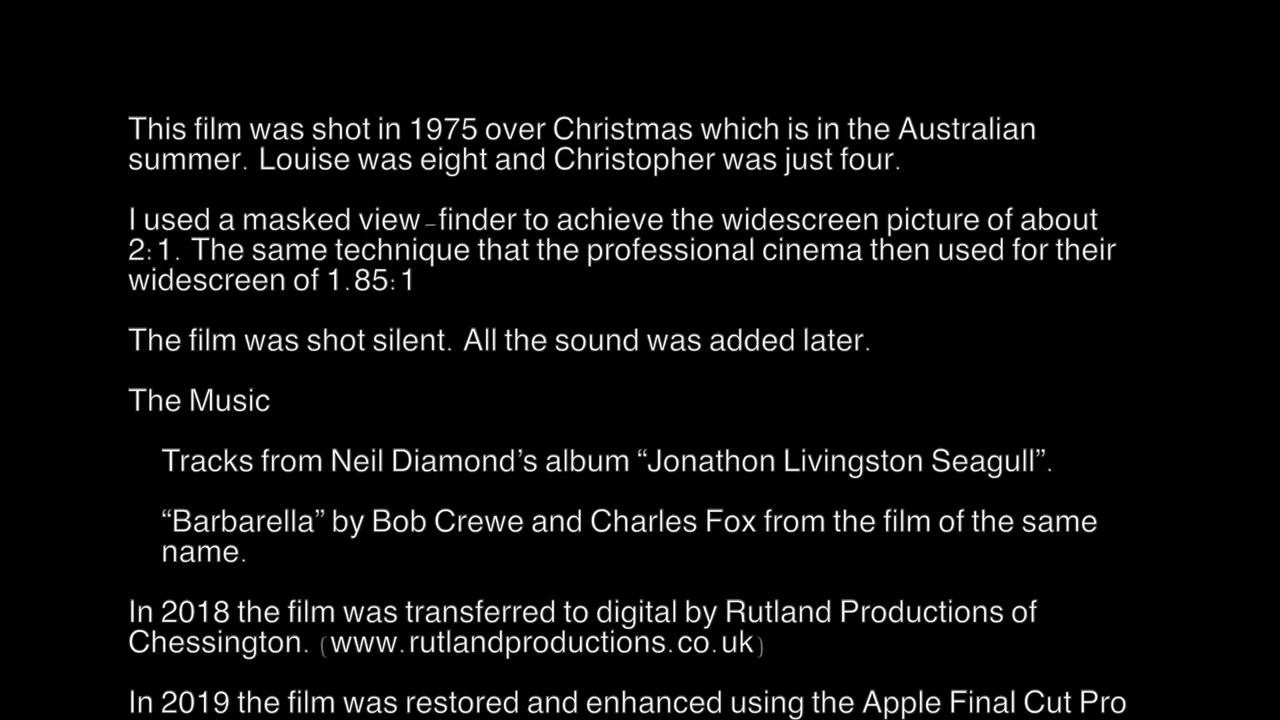 This film was shot in 1975 over Christmas which is in the Australian
summer. Louise was eight and Christopher was just four.
I used a masked view-finder to achieve the widescreen picture of about
2:1. The same technique that the professional cinema then used for their
widescreen of 1.85:1
The film was shot silent. All the sound was added later.
The Music
Tracks from Neil Diamond’s album “Jonathon Livingston Seagull”.
“Barbarella” by Bob Crewe and Charles Fox from the film of the same
name.
In 2018 the film was transferred to digital by Rutland Productions of
Chessington. (www.rutlandproductions.co.uk)
In 2019 the film was restored and enhanced using the Apple Final Cut Pro